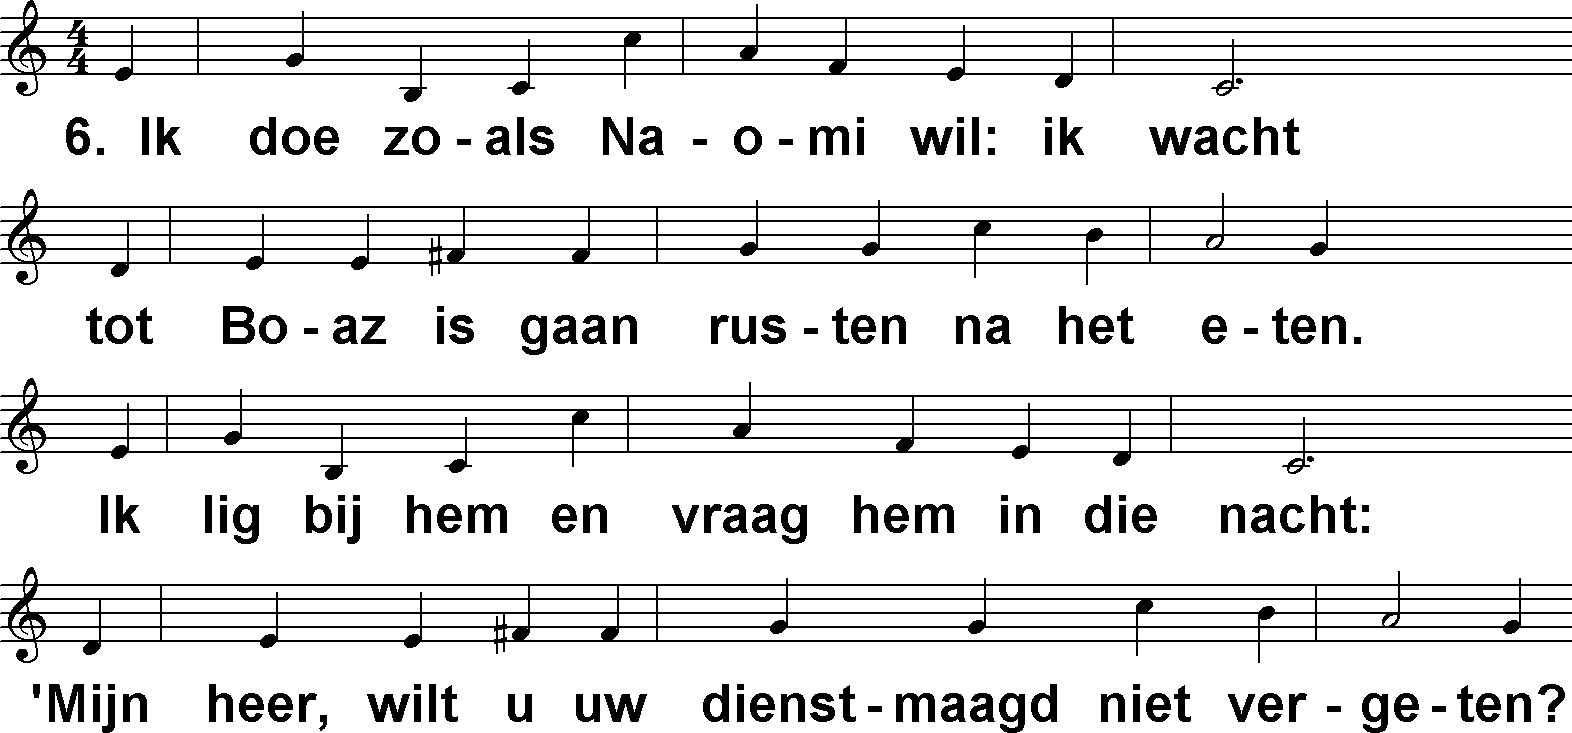 6. Ik doe zo - als Na - o - mi wil: ik wacht
tot Bo - az is gaan rus - ten na het e - ten.
Ik lig bij hem en vraag hem in die nacht:
'Mijn heer, wilt u uw dienst - maagd niet ver - ge - ten?